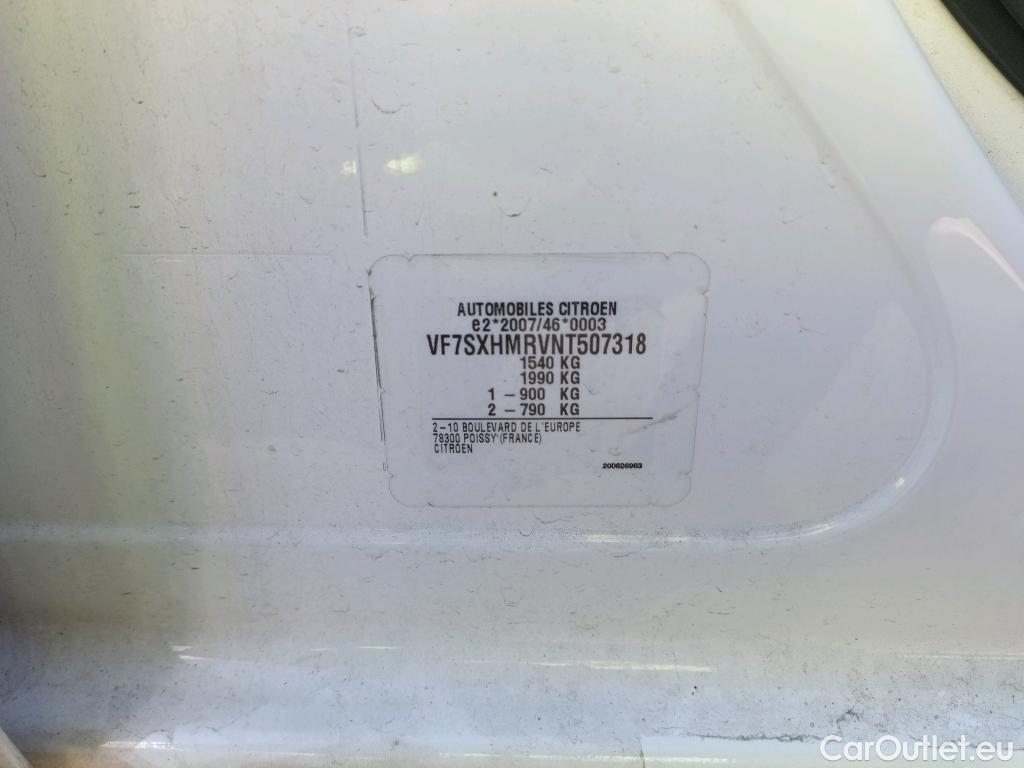 AUTOMOBILES CITROEN
e2*2007/46*0003
VF7SXHMRVNT507318
1540 KG
1990 KG
1 – 900 KG
2 – 790 KG
2–10 BOULEVARD DE L'EUROPE
78300 POISSY (FRANCE)
CITROEN
200626963
CarOutlet.eu